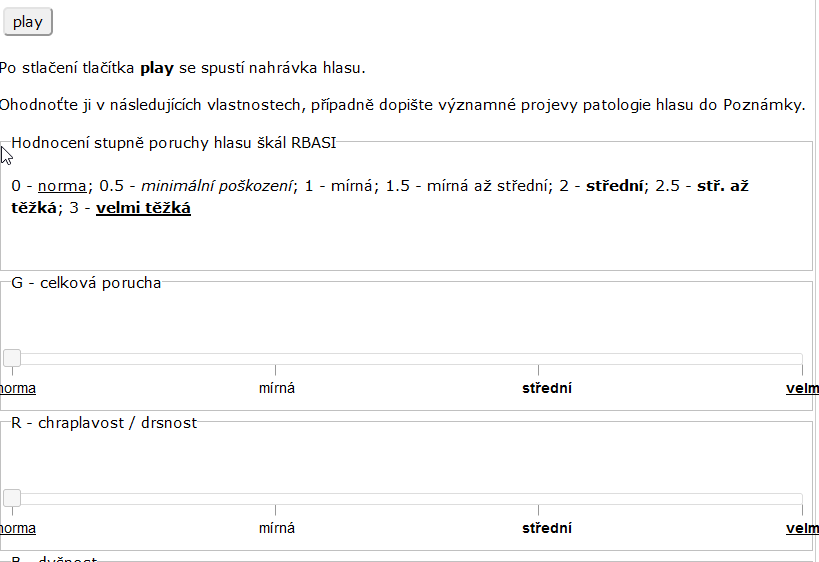 play
Po stlačení tlačítka play se spustí nahrávka hlasu.
Ohodnoťte ji v následujících vlastnostech, případně dopište významné projevy patologie hlasu do Poznámky.
Hodnocení stupně poruchy hlasu škál RBASI
0 - norma; 0.5 - minimální poškození; 1 - mírná; 1.5 - mírná až střední; 2 - střední; 2.5 - stř. až
těžká; 3 - velmi těžká
G - celková porucha
norma mírná střední velm
R - chraplavost / drsnost
norma mírná střední velm
B - dyšnost